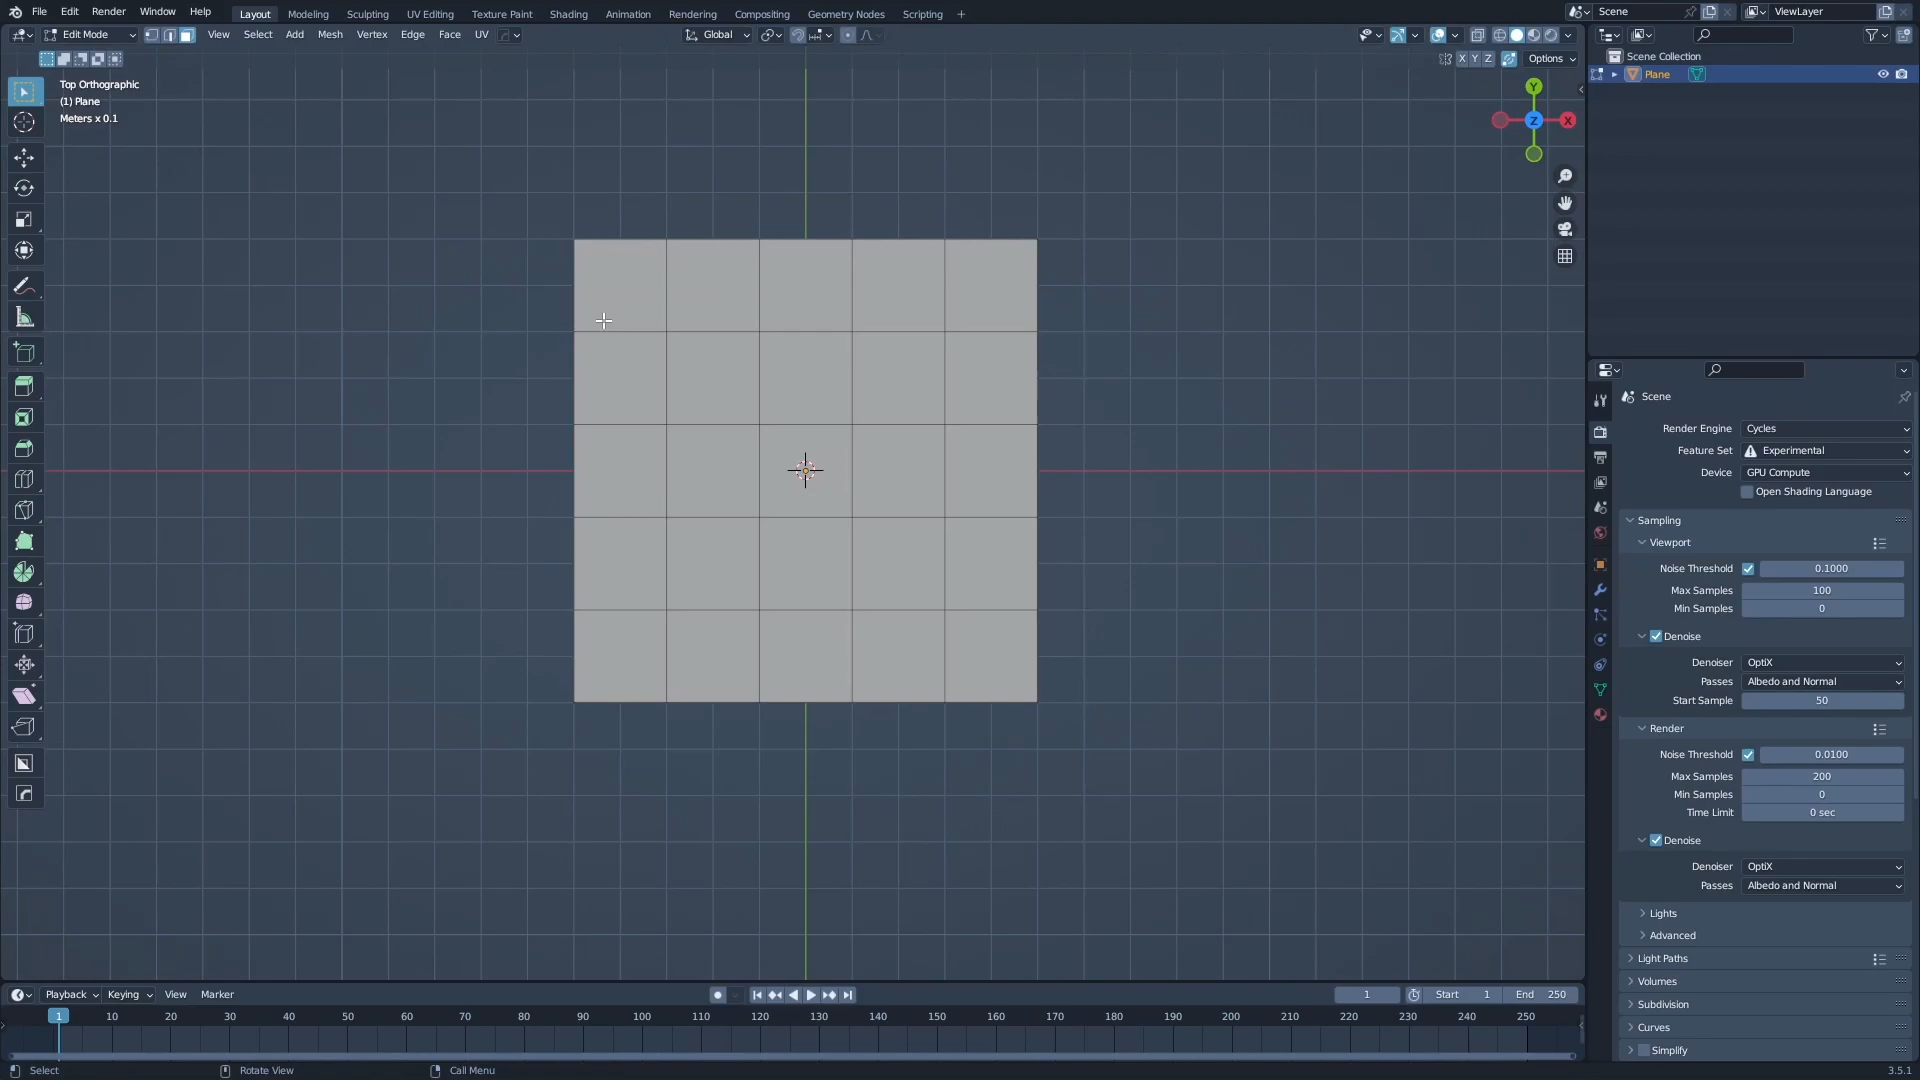 File Edit Render Window Help Layout Modeling Sculpting UV Editing Texture Paint Shading Animation Rendering Compositing Geometry Nodes Scripting + Scene ViewLayer
Edit Mode View Select Add Mesh Vertex Edge Face UV Global
X Y Z Options
Scene Collection
Plane
Top Orthographic
(1) Plane
Meters x 0.1
Y
Z X
Scene
Render Engine Cycles
Feature Set Experimental
Device GPU Compute
Open Shading Language
Sampling
Viewport
Noise Threshold 0.1000
Max Samples 100
Min Samples 0
Denoise
Denoiser OptiX
Passes Albedo and Normal
Start Sample 50
Render
Noise Threshold 0.0100
Max Samples 200
Min Samples 0
Time Limit 0 sec
Denoise
Denoiser OptiX
Passes Albedo and Normal
Lights
Advanced
Light Paths
Volumes
Subdivision
Curves
Simplify
Playback Keying View Marker 1 Start 1 End 250
1 10 20 30 40 50 60 70 80 90 100 110 120 130 140 150 160 170 180 190 200 210 220 230 240 250
Select Rotate View Call Menu 3.5.1